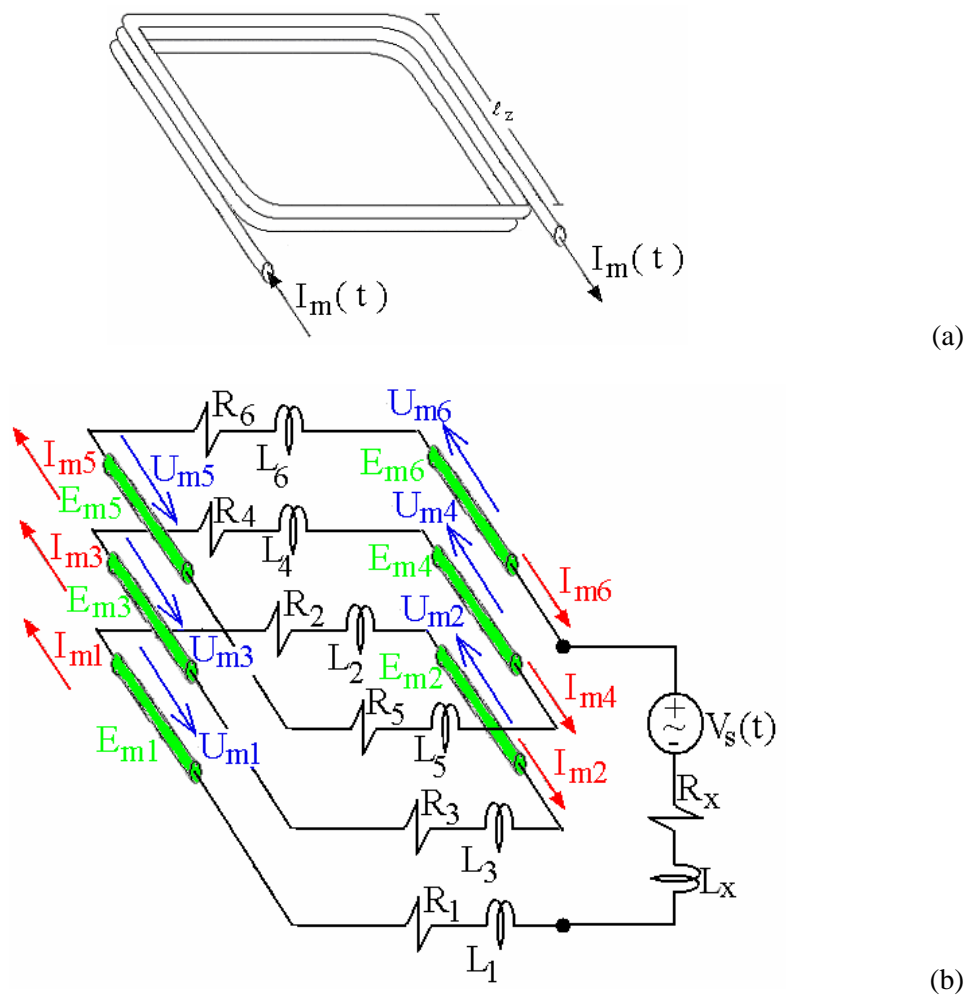 ℓz
Im(t)
Im(t)
(a)
Um6
R6
Im5
L6
Um5
Em6
Em5
Um4
R4
Im3
L4
Em4
Im6
Em3
Um2
R2
Im1
Um3
L2
Em2
Im4
R5
Vs(t)
Em1
Um1
L5
Im2
Rx
R3
L3
Lx
R1
L1
(b)
+
~
-